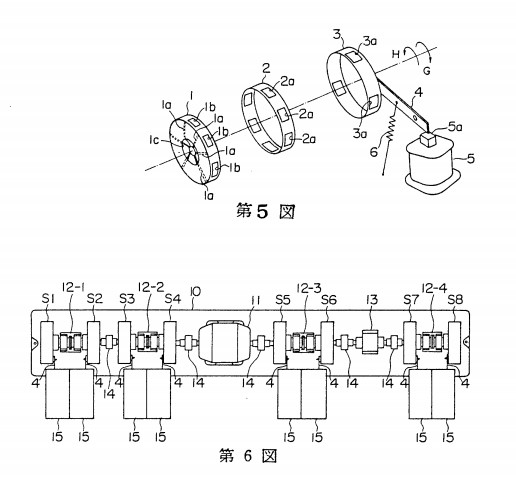 3 3a H G
2 2a 4
1 1b 2a 3a 5a
1a 1a 1b 2a 6 5
1c 1a 1b
1a
第5図
S1 12-1 S2 S3 12-2 S4 10 11 S5 12-3 S6 13 S7 12-4 S8
4 4 14 4 4 14 14 4 4 14 14 4 4
15 15 15 15 15 15 15 15
第6図